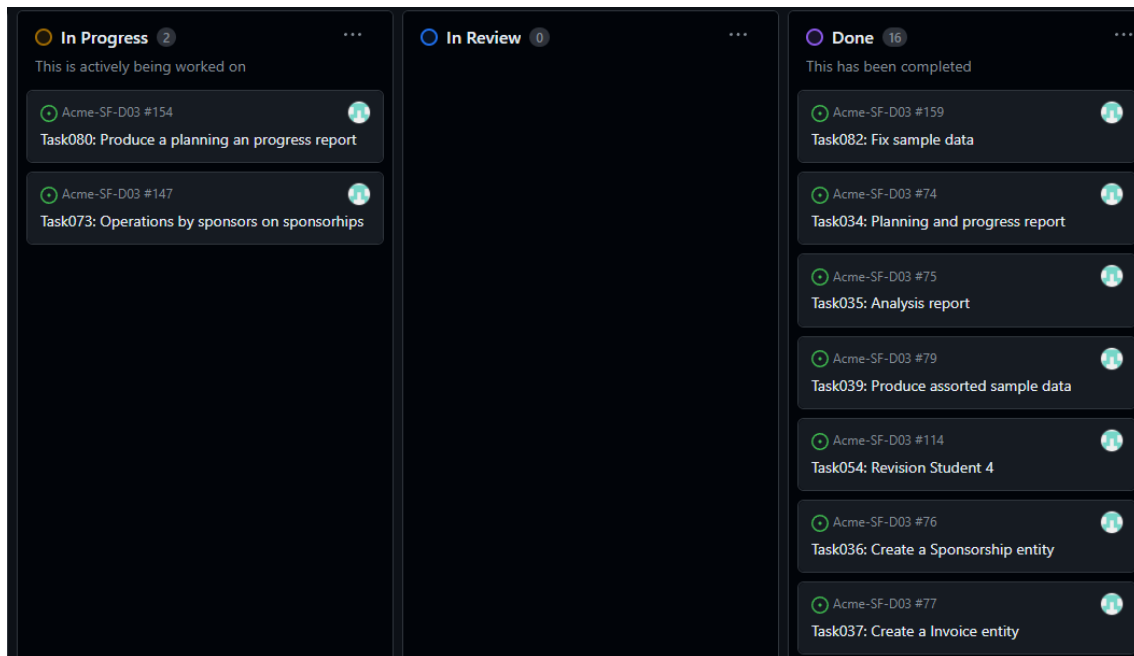 In Progress 2
This is actively being worked on
Acme-SF-D03 #154
Task080: Produce a planning an progress report
Acme-SF-D03 #147
Task073: Operations by sponsors on sponsorhips
In Review 0
Done 16
This has been completed
Acme-SF-D03 #159
Task082: Fix sample data
Acme-SF-D03 #74
Task034: Planning and progress report
Acme-SF-D03 #75
Task035: Analysis report
Acme-SF-D03 #79
Task039: Produce assorted sample data
Acme-SF-D03 #114
Task054: Revision Student 4
Acme-SF-D03 #76
Task036: Create a Sponsorship entity
Acme-SF-D03 #77
Task037: Create a Invoice entity